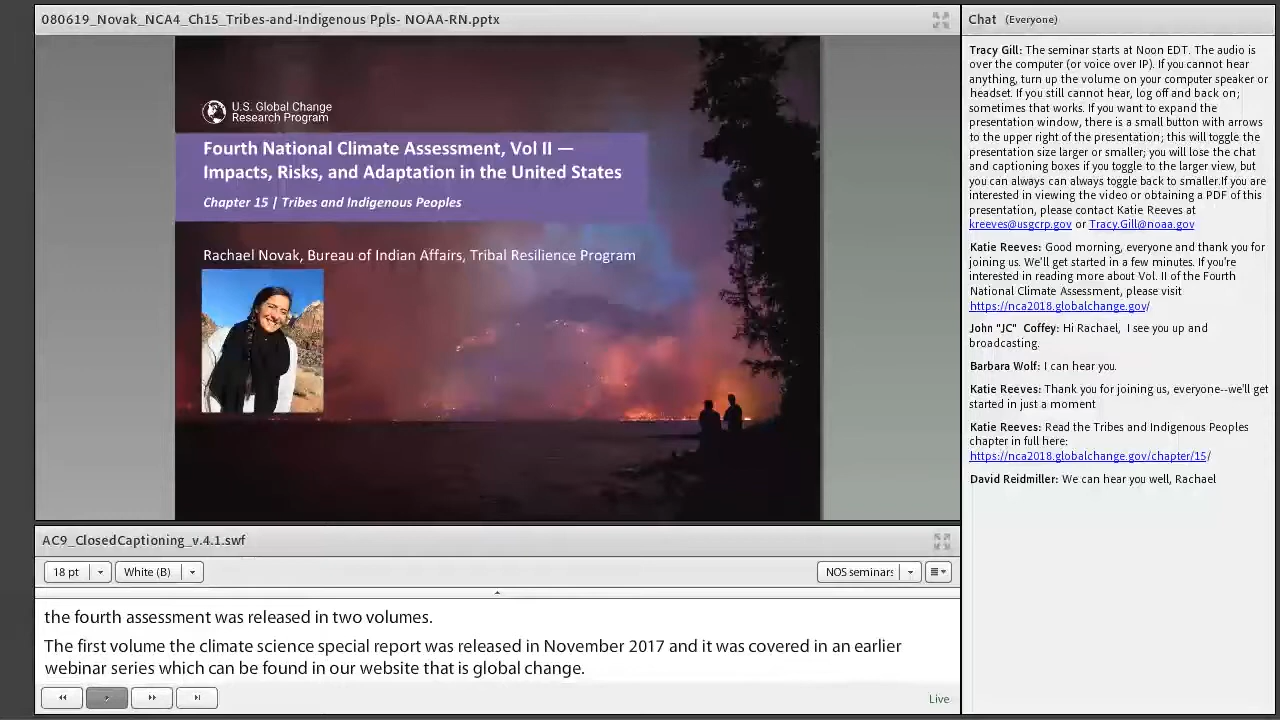 080619_Novak_NCA4_Ch15_Tribes-and-Indigenous Ppls- NOAA-RN.pptx
U.S. Global Change
Research Program
Fourth National Climate Assessment, Vol II —
Impacts, Risks, and Adaptation in the United States
Chapter 15 | Tribes and Indigenous Peoples
Rachael Novak, Bureau of Indian Affairs, Tribal Resilience Program
AC9_ClosedCaptioning_v.4.1.swf
18 pt
White (B)
NOS seminars
the fourth assessment was released in two volumes.
The first volume the climate science special report was released in November 2017 and it was covered in an earlier
webinar series which can be found in our website that is global change.
Live
Chat (Everyone)
Tracy Gill: The seminar starts at Noon EDT. The audio is
over the computer (or voice over IP). If you cannot hear
anything, turn up the volume on your computer speaker or
headset. If you still cannot hear, log off and back on;
sometimes that works. If you want to expand the
presentation window, there is a small button with arrows
to the upper right of the presentation; this will toggle the
presentation size larger or smaller; you will lose the chat
and captioning boxes if you toggle to the larger view, but
you can always can always toggle back to smaller.If you are
interested in viewing the video or obtaining a PDF of this
presentation, please contact Katie Reeves at
kreeves@usgcrp.gov or Tracy.Gill@noaa.gov
Katie Reeves: Good morning, everyone and thank you for
joining us. We'll get started in a few minutes. If you're
interested in reading more about Vol. II of the Fourth
National Climate Assessment, please visit
https://nca2018.globalchange.gov/
John "JC" Coffey: Hi Rachael, I see you up and
broadcasting.
Barbara Wolf: I can hear you.
Katie Reeves: Thank you for joining us, everyone--we'll get
started in just a moment
Katie Reeves: Read the Tribes and Indigenous Peoples
chapter in full here:
https://nca2018.globalchange.gov/chapter/15/
David Reidmiller: We can hear you well, Rachael